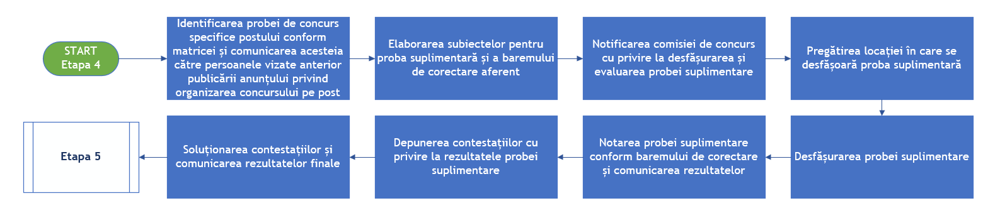 START
Etapa 4
Identificarea probei de concurs
specifice postului conform
matricei și comunicarea acesteia
către persoanele vizate anterior
publicării anunțului privind
organizarea concursului pe post
Elaborarea subiectelor pentru
proba suplimentară și a baremului
de corectare aferent
Notificarea comisiei de concurs
cu privire la desfășurarea și
evaluarea probei suplimentare
Pregătirea locației în care se
desfășoară proba suplimentară
Desfășurarea probei suplimentare
Notarea probei suplimentare
conform baremului de corectare
și comunicarea rezultatelor
Depunerea contestațiilor cu
privire la rezultatele probei
suplimentare
Soluționarea contestațiilor și
comunicarea rezultatelor finale
Etapa 5